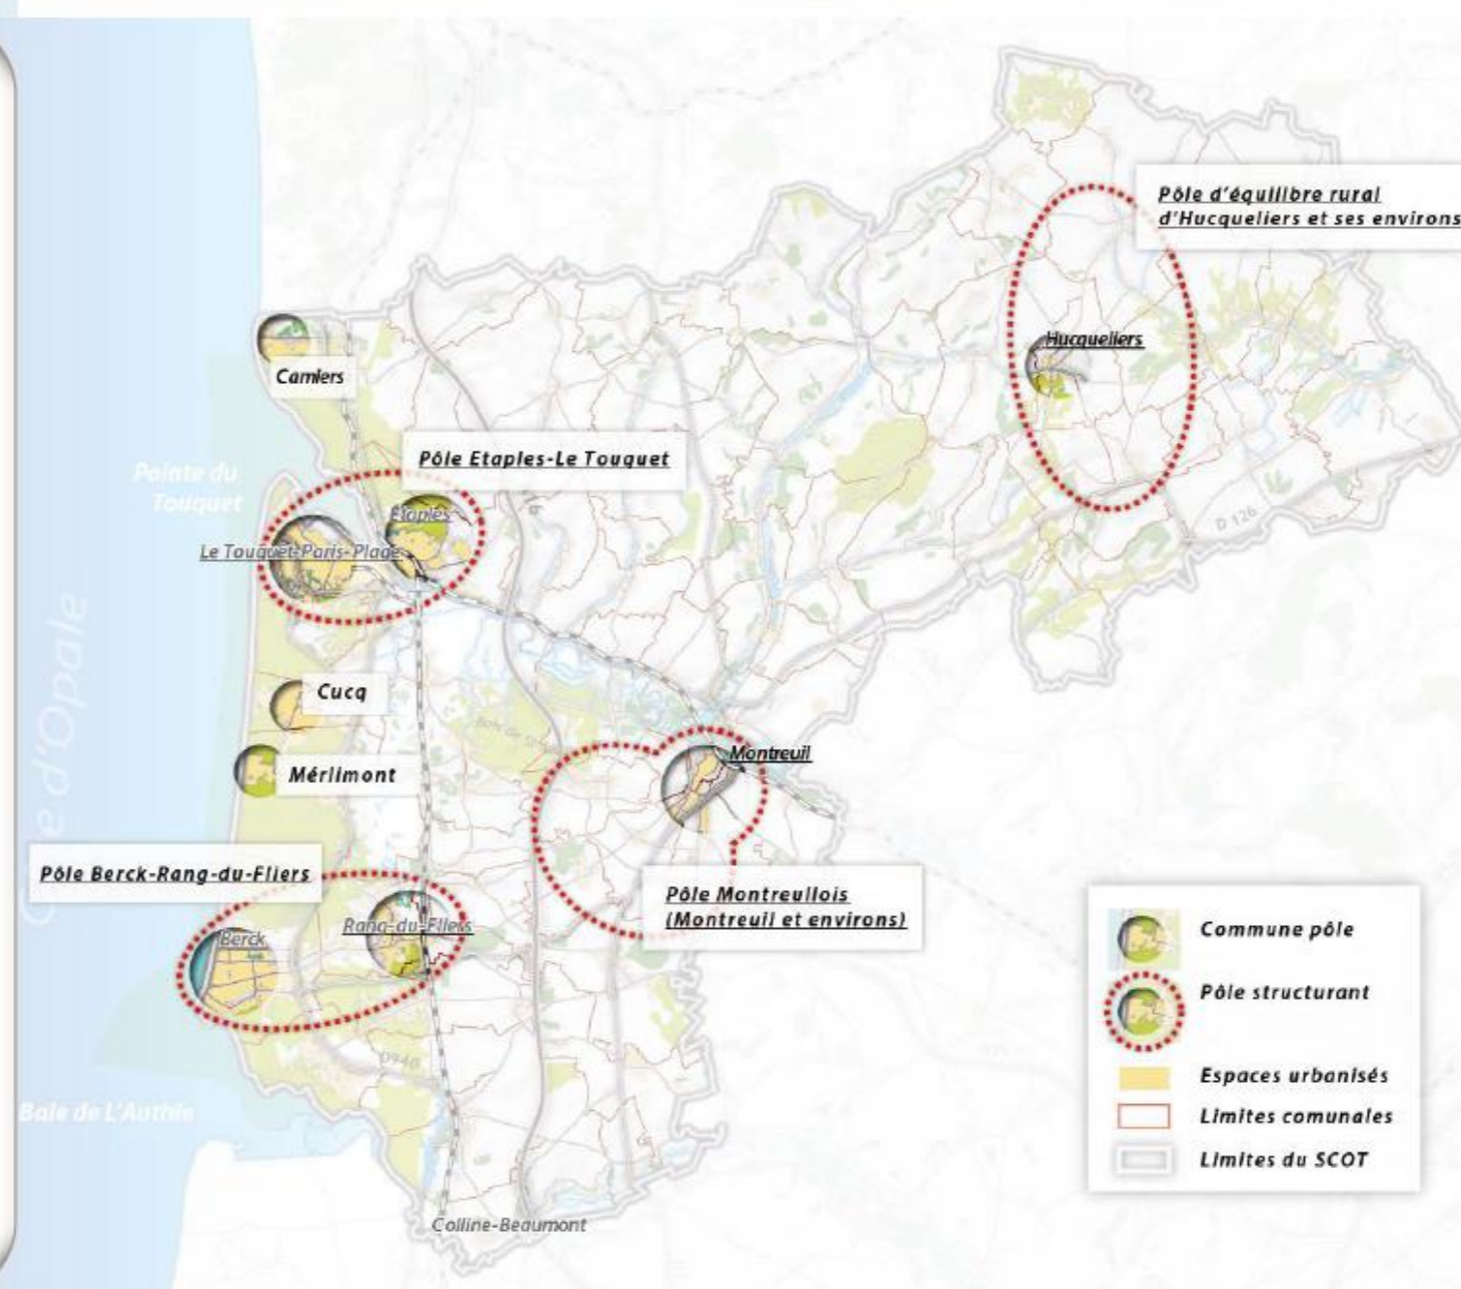 Pôle d'équilibre rural
d'Hucqueliers et ses environs
Hucqueliers
Camiers
Pôle Etaples-Le Touquet
Pointe du
Touquet
Etaples
Le Touquet-Paris-Plage
D 126
Côte d'Opale
Cucq
Mérlimont
Montreuil
Pôle Berck-Rang-du-Fliers
Pôle Montreuilois
(Montreuil et environs)
Rang-du-Fliers
Berck
D940
Baie de L'Authie
Colline-Beaumont
Commune pôle
Pôle structurant
Espaces urbanisés
Limites comunales
Limites du SCOT